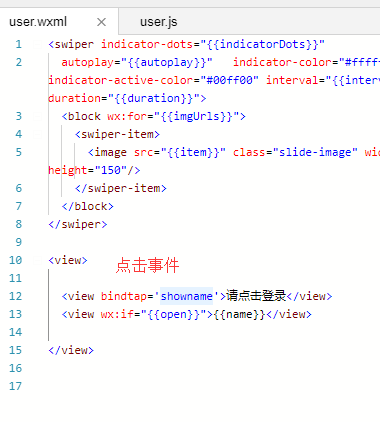 user.wxml × user.js
1 <swiper indicator-dots="{{indicatorDots}}"
2 autoplay="{{autoplay}}" indicator-color="#ffff
indicator-active-color="#00ff00" interval="{{interv
duration="{{duration}}">
3 <block wx:for="{{imgUrls}}">
4 <swiper-item>
5 <image src="{{item}}" class="slide-image" wid
height="150"/>
6 </swiper-item>
7 </block>
8 </swiper>
9
10 <view> 点击事件
11
12 <view bindtap='showname'>请点击登录</view>
13 <view wx:if="{{open}}">{{name}}</view>
14
15 </view>
16
17